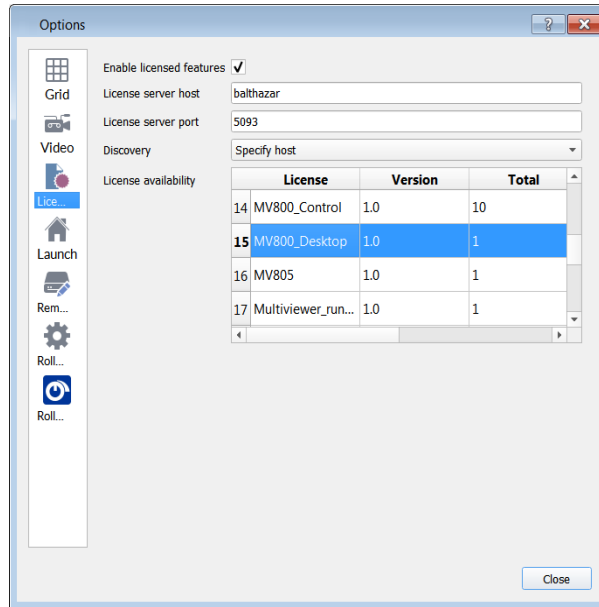 Options
Grid
Video
Lice...
Launch
Rem...
Roll...
Roll...
Enable licensed features
License server host balthazar
License server port 5093
Discovery Specify host
License availability
License Version Total
14 MV800_Control 1.0 10
15 MV800_Desktop 1.0 1
16 MV805 1.0 1
17 Multiviewer_run... 1.0 1
Close